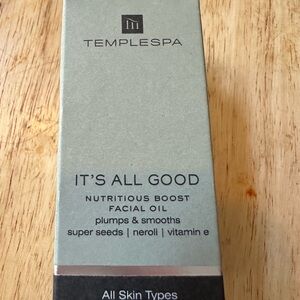 TEMPLESPA
IT'S ALL GOOD
NUTRITIOUS BOOST
FACIAL OIL
plumps & smooths
super seeds | neroli | vitamin e
All Skin Types